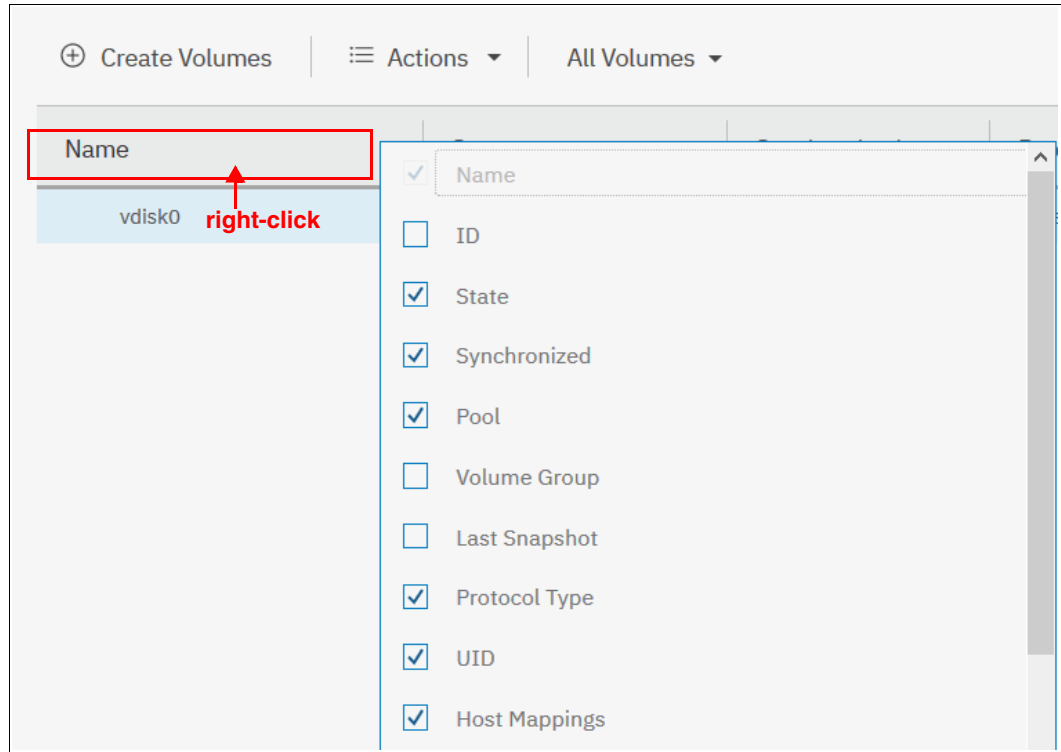 Create Volumes Actions All Volumes
Name
Name
vdisk0 right-click
ID
State
Synchronized
Pool
Volume Group
Last Snapshot
Protocol Type
UID
Host Mappings